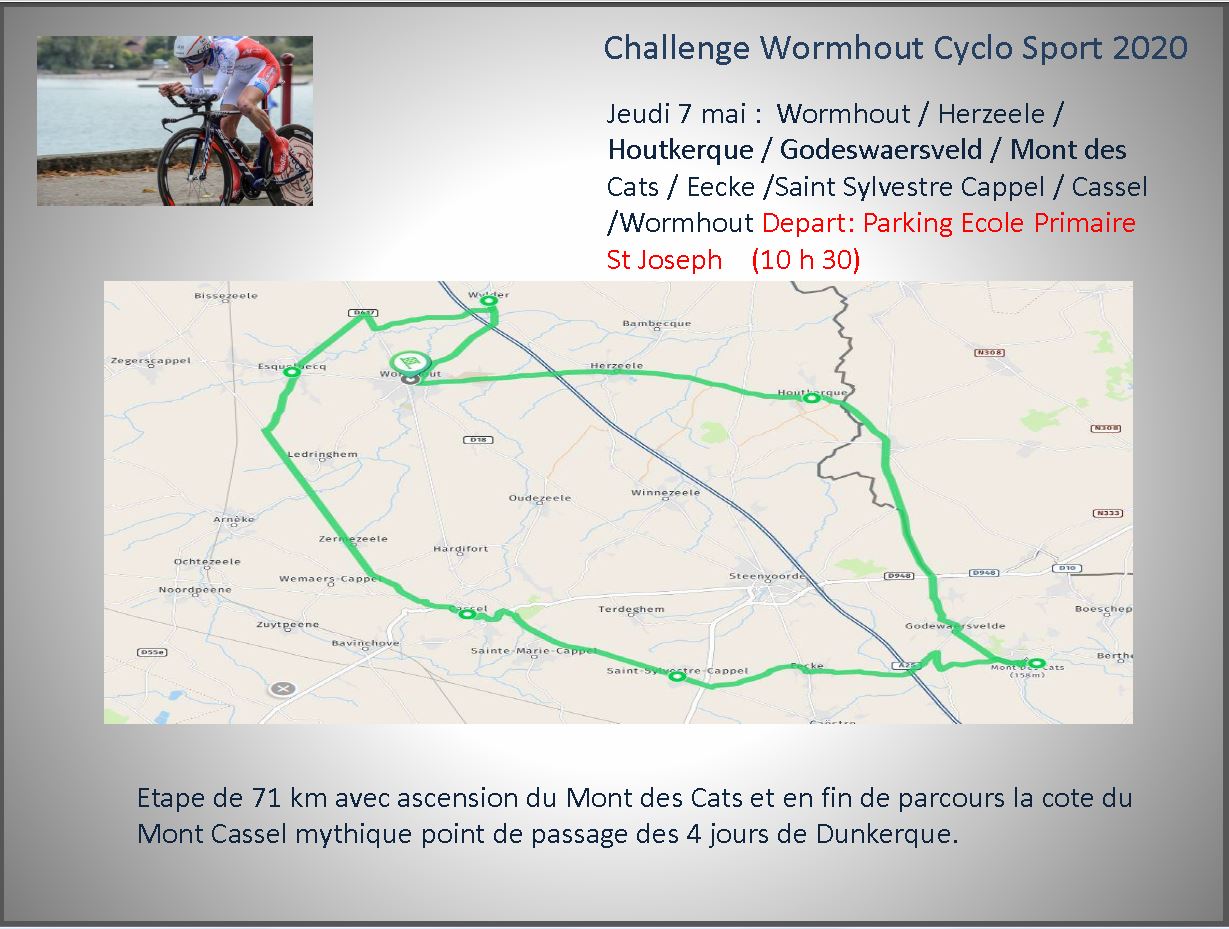 Challenge Wormhout Cyclo Sport 2020
Jeudi 7 mai : Wormhout / Herzeele /
Houtkerque / Godeswaersveld / Mont des
Cats / Eecke /Saint Sylvestre Cappel / Cassel
/Wormhout Depart: Parking Ecole Primaire
St Joseph (10 h 30)
Bissezeele
Wylder
D437
Bambecque
Zegerscappel
Esquelbecq
Wormhout
Herzeele
N308
Houtkerque
N308
D18
Ledringhem
Oudezeele
Winnezeele
Arnèke
N333
Zermezeele
Hardifort
Ochtezeele
Wemaers-Cappel
Steenvoorde
D948
D948
D10
Noordpeene
Cassel
Terdeghem
Boeschep
Zuytpeene
Godewaersvelde
Bavinchove
D55e
Sainte-Marie-Cappel
Saint-Sylvestre-Cappel
Eecke
A25
Mont des Cats
(158m)
Berthe
Caëstre
Etape de 71 km avec ascension du Mont des Cats et en fin de parcours la cote du
Mont Cassel mythique point de passage des 4 jours de Dunkerque.